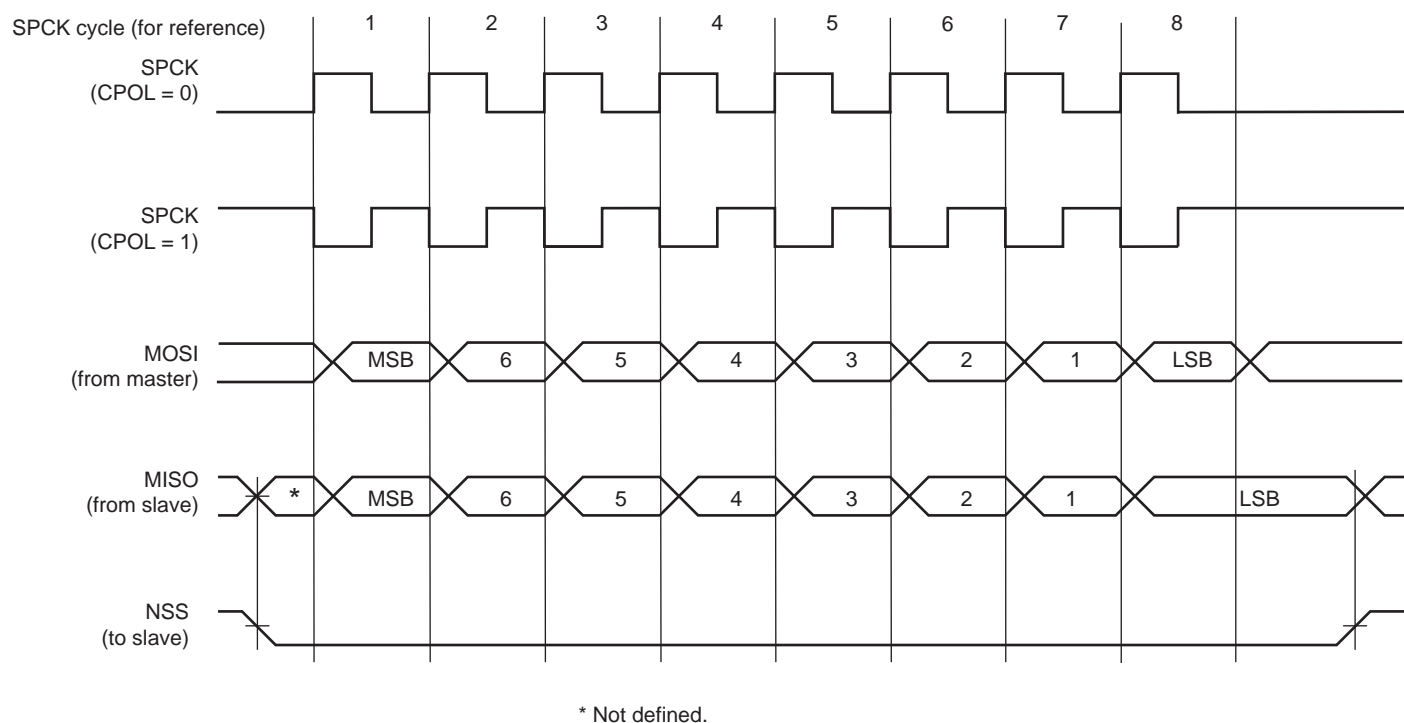 SPCK cycle (for reference) 1 2 3 4 5 6 7 8
SPCK
(CPOL = 0)
SPCK
(CPOL = 1)
MOSI
(from master)
MSB 6 5 4 3 2 1 LSB
MISO
(from slave)
* MSB 6 5 4 3 2 1 LSB
NSS
(to slave)
* Not defined.